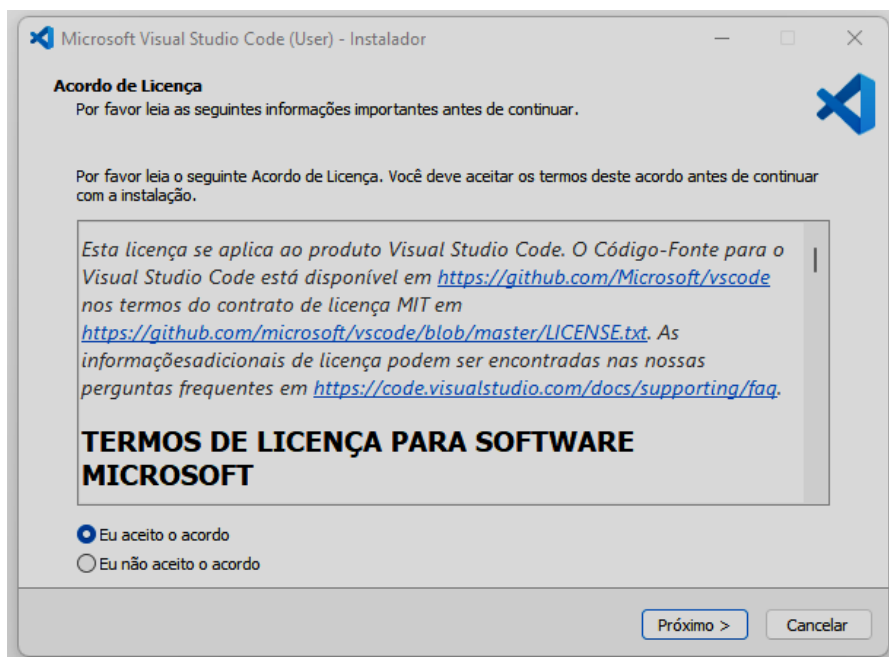 Microsoft Visual Studio Code (User) - Instalador
Acordo de Licença
Por favor leia as seguintes informações importantes antes de continuar.
Por favor leia o seguinte Acordo de Licença. Você deve aceitar os termos deste acordo antes de continuar
com a instalação.
Esta licença se aplica ao produto Visual Studio Code. O Código-Fonte para o
Visual Studio Code está disponível em https://github.com/Microsoft/vscode
nos termos do contrato de licença MIT em
https://github.com/microsoft/vscode/blob/master/LICENSE.txt. As
informaçõesadicionais de licença podem ser encontradas nas nossas
perguntas frequentes em https://code.visualstudio.com/docs/supporting/faq.
TERMOS DE LICENÇA PARA SOFTWARE
MICROSOFT
Eu aceito o acordo
Eu não aceito o acordo
Próximo >
Cancelar